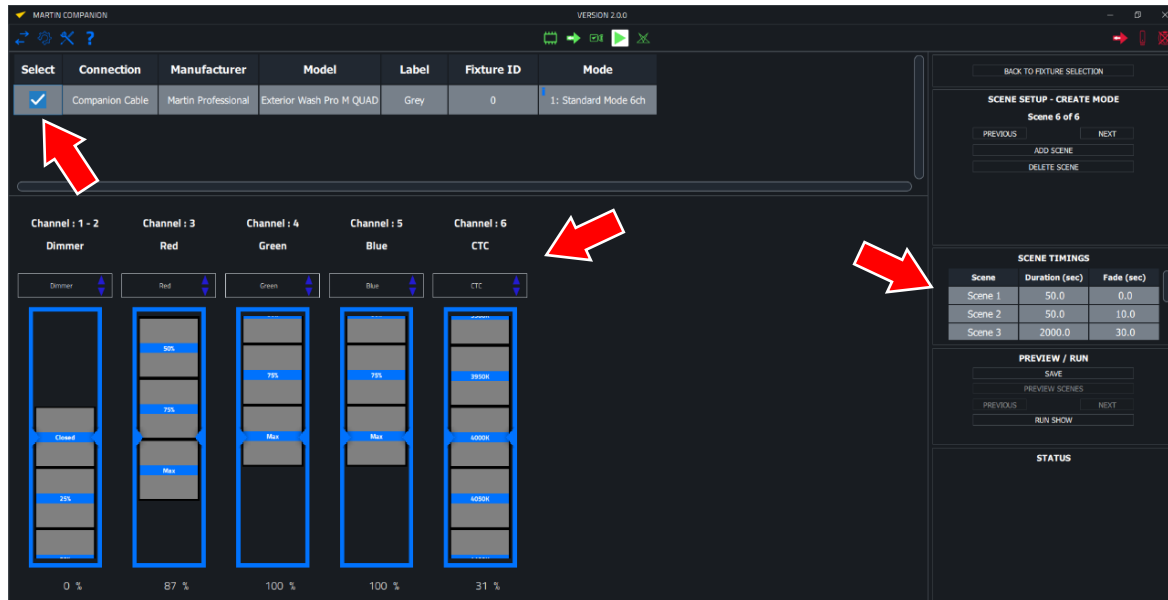 MARTIN COMPANION
VERSION 2.0.0
?
Select Connection Manufacturer Model Label Fixture ID Mode
Companion Cable Martin Professional Exterior Wash Pro M QUAD Grey 0 1: Standard Mode 6ch
BACK TO FIXTURE SELECTION
SCENE SETUP - CREATE MODE
Scene 6 of 6
PREVIOUS NEXT
ADD SCENE
DELETE SCENE
Channel : 1 - 2 Channel : 3 Channel : 4 Channel : 5 Channel : 6
Dimmer Red Green Blue CTC
Dimmer Red Green Blue CTC
SCENE TIMINGS
Scene Duration (sec) Fade (sec)
Scene 1 50.0 0.0
Scene 2 50.0 10.0
Scene 3 2000.0 30.0
50%
75% 75% 3950K
75%
Closed Max Max 4000K
Max
25% 4050K
0 % 87 % 100 % 100 % 31 %
PREVIEW / RUN
SAVE
PREVIEW SCENES
PREVIOUS NEXT
RUN SHOW
STATUS